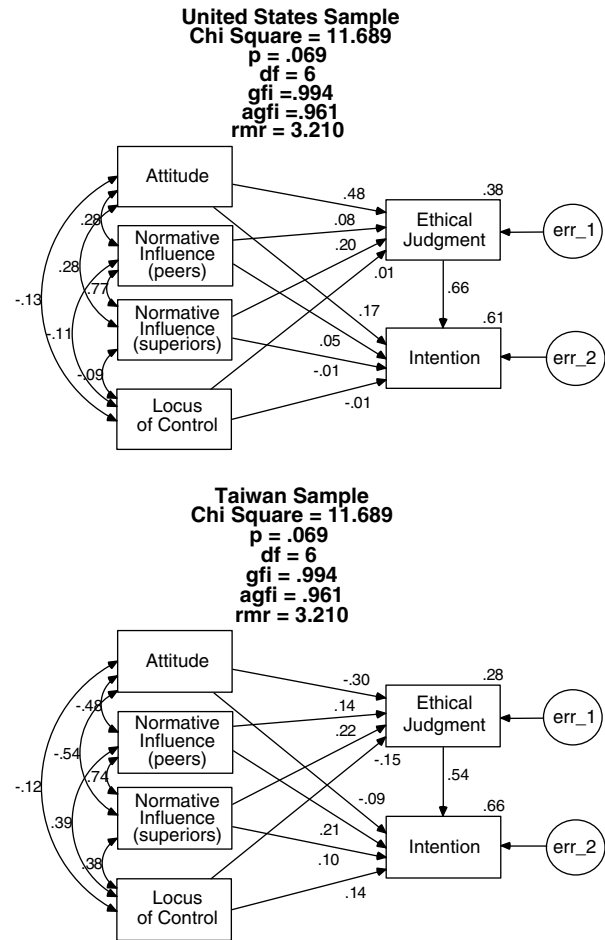 United States Sample
Chi Square = 11.689
p = .069
df = 6
gfi =.994
agfi =.961
rmr = 3.210
Attitude
Normative
Influence
(peers)
Normative
Influence
(superiors)
Locus
of Control
.28
.28
.77
-.13
-.11
-.09
.48
.08
.20
.01
.17
.05
-.01
-.01
.38
Ethical
Judgment
err_1
.66
.61
Intention
err_2
Taiwan Sample
Chi Square = 11.689
p = .069
df = 6
gfi = .994
agfi = .961
rmr = 3.210
Attitude
Normative
Influence
(peers)
Normative
Influence
(superiors)
Locus
of Control
-.48
-.54
.74
-.12
.39
.38
-.30
.14
.22
-.15
-.09
.21
.10
.14
.28
Ethical
Judgment
err_1
.54
.66
Intention
err_2